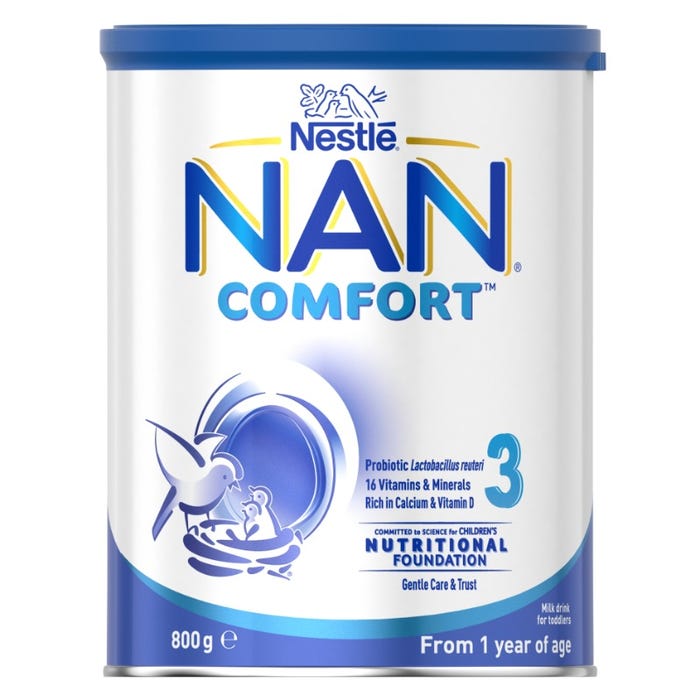 Nestlé®
NAN®
COMFORT™
3
Probiotic Lactobacillus reuteri
16 Vitamins & Minerals
Rich in Calcium & Vitamin D
COMMITTED to SCIENCE for CHILDREN'S
NUTRITIONAL
FOUNDATION
Gentle Care & Trust
Milk drink
for toddlers
800g ℮
From 1 year of age